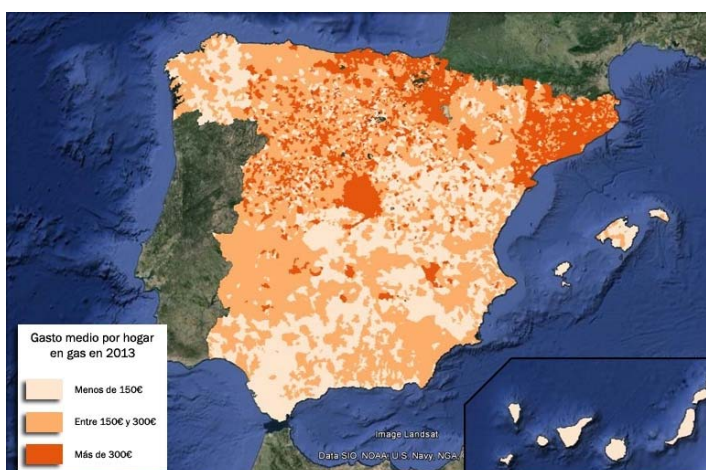 Gasto medio por hogar
en gas en 2013
Menos de 150€
Entre 150€ y 300€
Más de 300€
Image Landsat
Data SIO, NOAA, U.S. Navy, NGA,